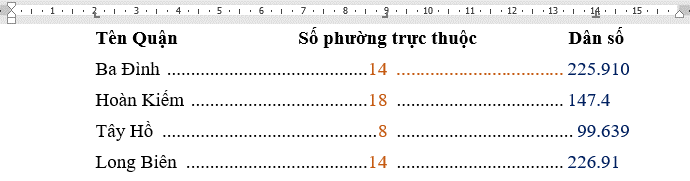 1 1 2 3 4 5 6 7 8 9 10 11 12 13 14 15
Tên Quận Số phường trực thuộc Dân số
Ba Đình ........................................14 ........................................ 225.910
Hoàn Kiếm ........................................18 ........................................ 147.4
Tây Hồ ........................................8 ........................................ 99.639
Long Biên ........................................14 ........................................ 226.91